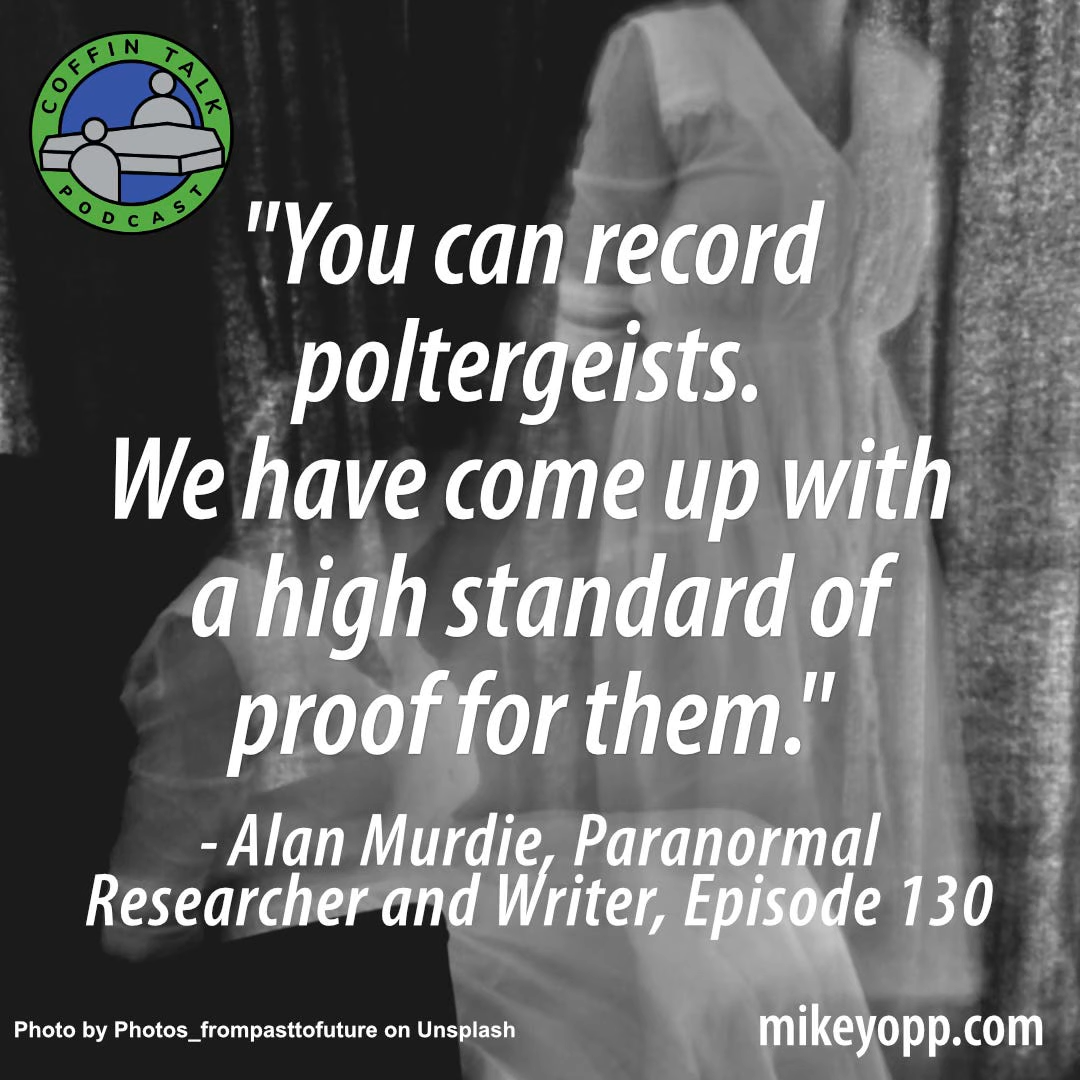 COFFIN TALK
PODCAST
"You can record
poltergeists.
We have come up with
a high standard of
proof for them."
- Alan Murdie, Paranormal
Researcher and Writer, Episode 130
Photo by Photos_frompasttofuture on Unsplash
mikeyopp.com